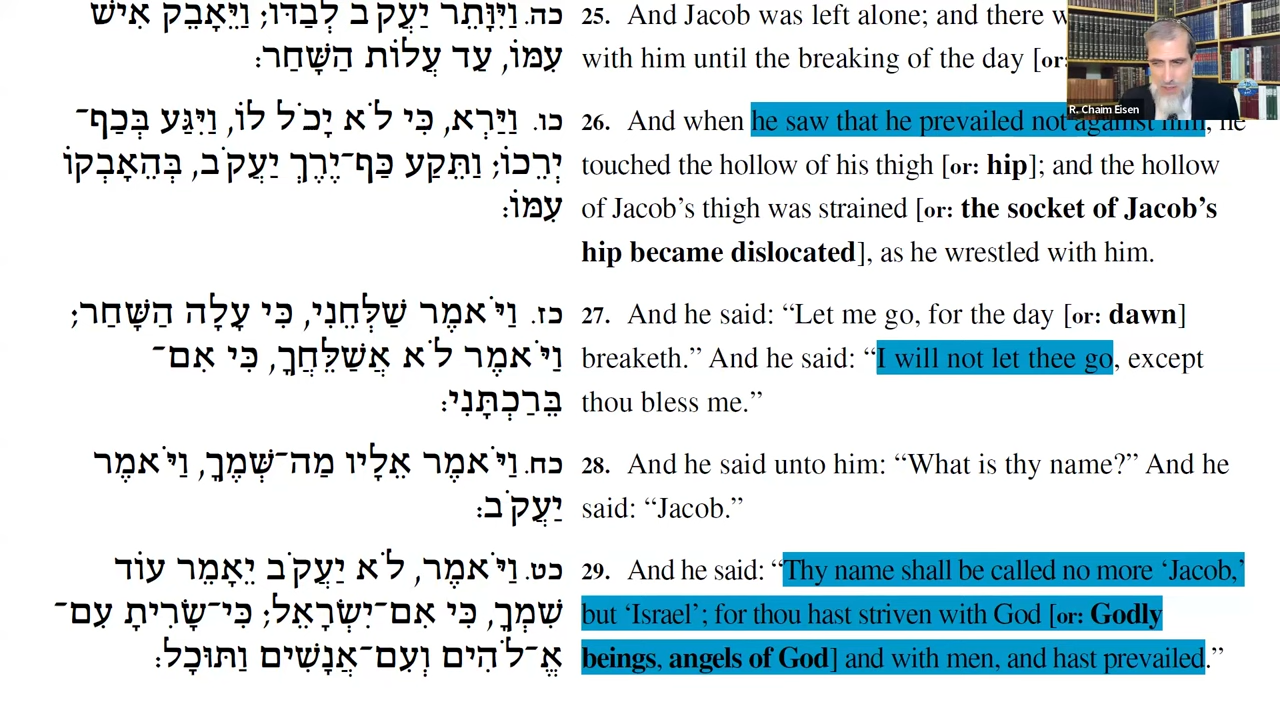 כה. וַיִּוָּתֵר יַעֲקֹב לְבַדּוֹ; וַיֵּאָבֵק אִישׁ
עִמּוֹ, עַד עֲלוֹת הַשָּׁחַר:
25. And Jacob was left alone; and there
with him until the breaking of the day [or:
R. Chaim Eisen
כו. וַיַּרְא, כִּי לֹא יָכֹל לוֹ, וַיִּגַּע בְּכַף־
יְרֵכוֹ; וַתֵּקַע כַּף־יֶרֶךְ יַעֲקֹב, בְּהֵאָבְקוֹ
עִמּוֹ:
26. And when he saw that he prevailed not against him, he
touched the hollow of his thigh [or: hip]; and the hollow
of Jacob’s thigh was strained [or: the socket of Jacob’s
hip became dislocated], as he wrestled with him.
כז. וַיֹּאמֶר שַׁלְּחֵנִי, כִּי עָלָה הַשָּׁחַר;
וַיֹּאמֶר לֹא אֲשַׁלֵּחֲךָ, כִּי אִם־
בֵּרַכְתָּנִי:
27. And he said: “Let me go, for the day [or: dawn]
breaketh.” And he said: “I will not let thee go, except
thou bless me.”
כח. וַיֹּאמֶר אֵלָיו מַה־שְּׁמֶךָ, וַיֹּאמֶר
יַעֲקֹב:
28. And he said unto him: “What is thy name?” And he
said: “Jacob.”
כט. וַיֹּאמֶר, לֹא יַעֲקֹב יֵאָמֵר עוֹד
שִׁמְךָ, כִּי אִם־יִשְׂרָאֵל; כִּי־שָׂרִיתָ עִם־
אֱ־לֹהִים וְעִם־אֲנָשִׁים וַתּוּכָל:
29. And he said: “Thy name shall be called no more ‘Jacob,’
but ‘Israel’; for thou hast striven with God [or: Godly
beings, angels of God] and with men, and hast prevailed.”